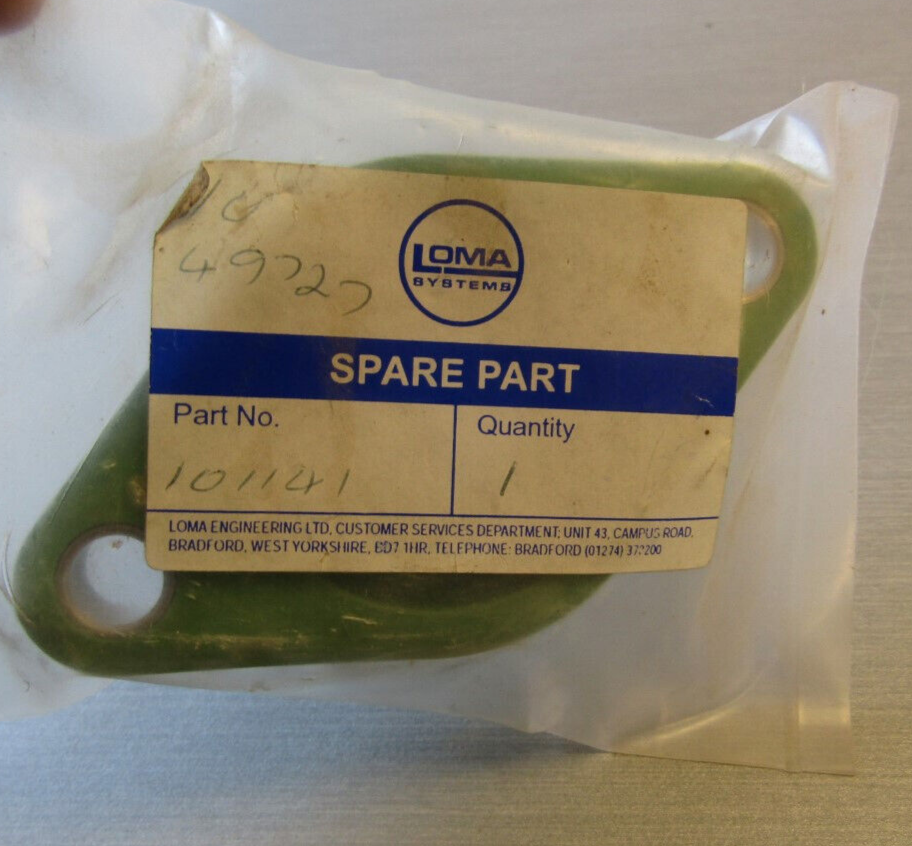 49727
LOMA
SYSTEMS
SPARE PART
Part No.
Quantity
101141
1
LOMA ENGINEERING LTD, CUSTOMER SERVICES DEPARTMENT; UNIT 43, CAMPUS ROAD,
BRADFORD, WEST YORKSHIRE, BD7 1HR, TELEPHONE: BRADFORD (01274)